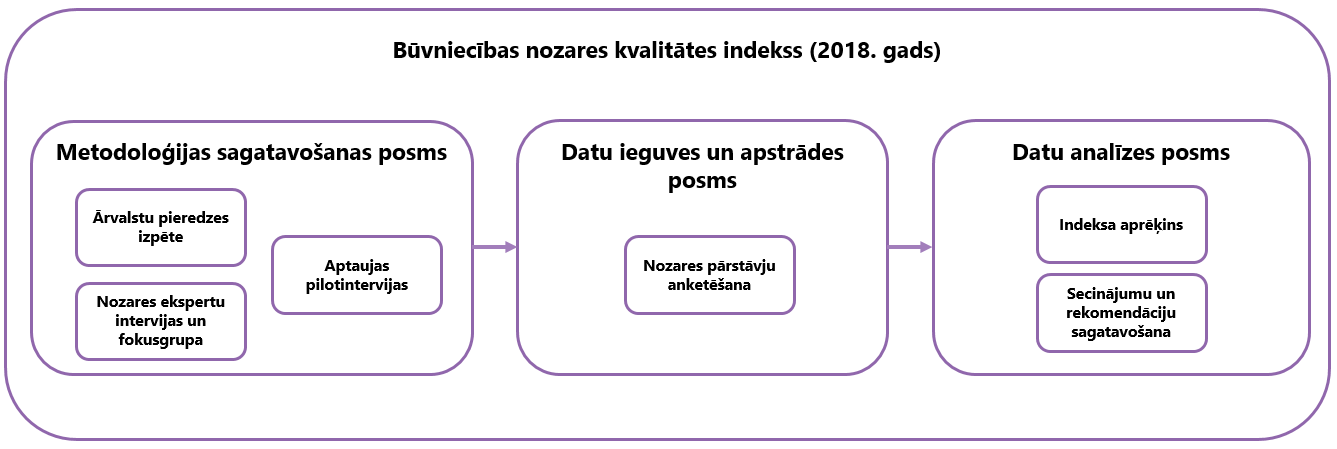 Būvniecības nozares kvalitātes indekss (2018. gads)
Metodoloģijas sagatavošanas posms
Ārvalstu pieredzes
izpēte
Nozares ekspertu
intervijas un
fokusgrupa
Aptaujas
pilotintervijas
Datu ieguves un apstrādes
posms
Nozares pārstāvju
anketēšana
Datu analīzes posms
Indeksa aprēķins
Secinājumu un
rekomendāciju
sagatavošana